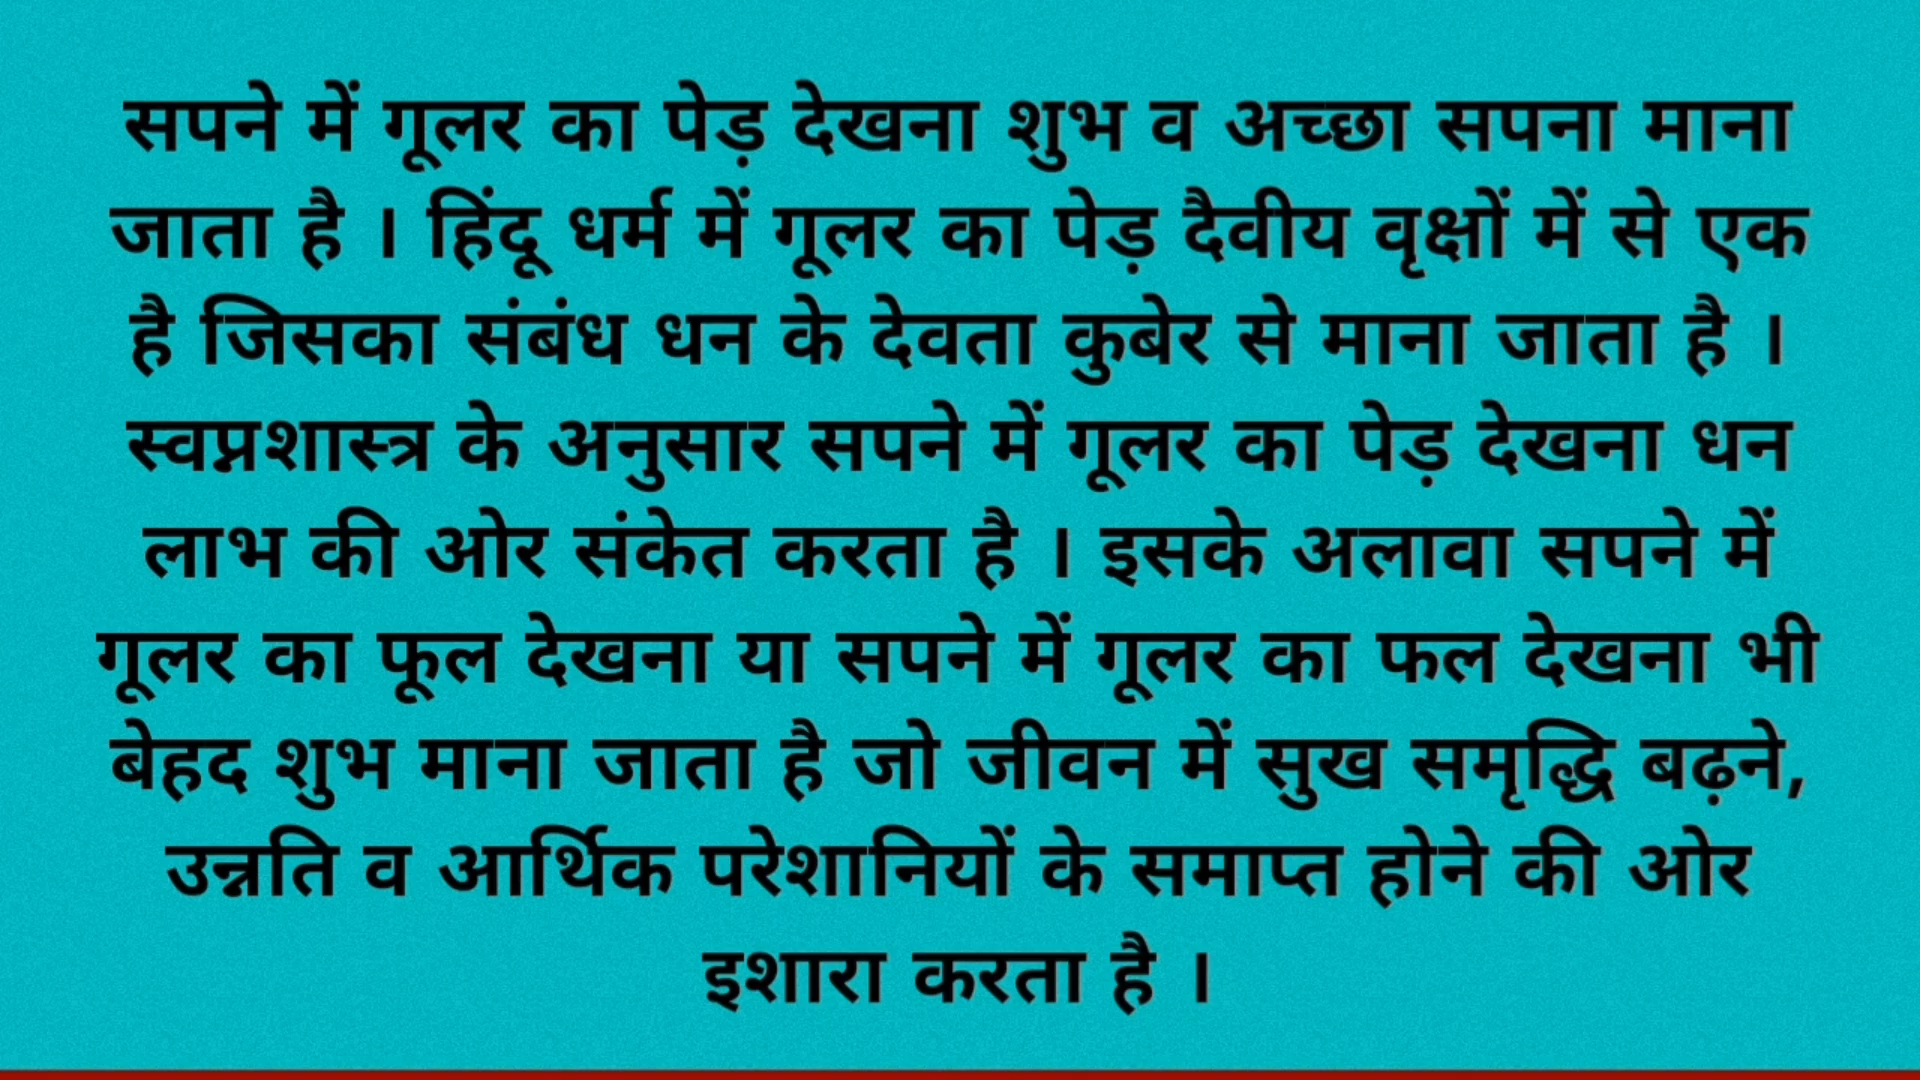 सपने में गूलर का पेड़ देखना शुभ व अच्छा सपना माना
जाता है । हिंदू धर्म में गूलर का पेड़ दैवीय वृक्षों में से एक
है जिसका संबंध धन के देवता कुबेर से माना जाता है ।
स्वप्नशास्त्र के अनुसार सपने में गूलर का पेड़ देखना धन
लाभ की ओर संकेत करता है । इसके अलावा सपने में
गूलर का फूल देखना या सपने में गूलर का फल देखना भी
बेहद शुभ माना जाता है जो जीवन में सुख समृद्धि बढ़ने,
उन्नति व आर्थिक परेशानियों के समाप्त होने की ओर
इशारा करता है ।